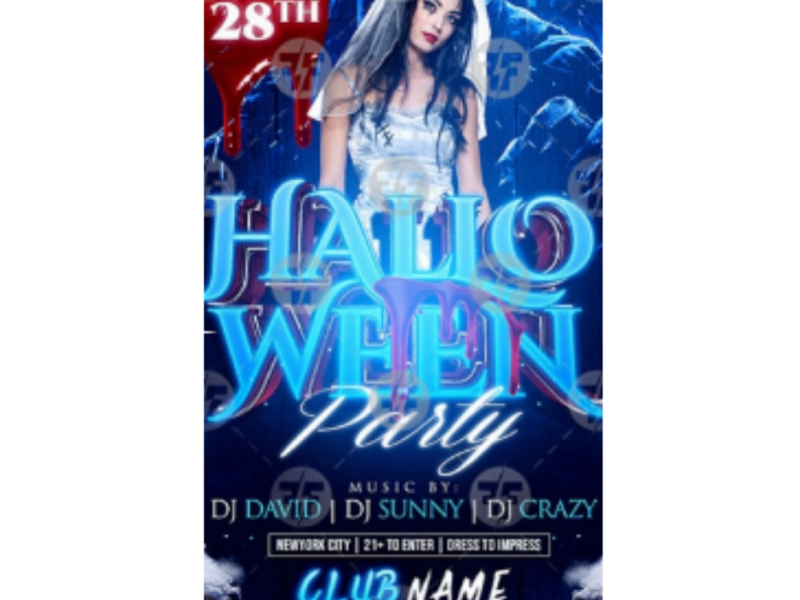 28TH
HALLO
WEEN
Party
MUSIC BY:
DJ DAVID | DJ SUNNY | DJ CRAZY
NEWYORK CITY | 21+ TO ENTER | DRESS TO IMPRESS
CLUB NAME